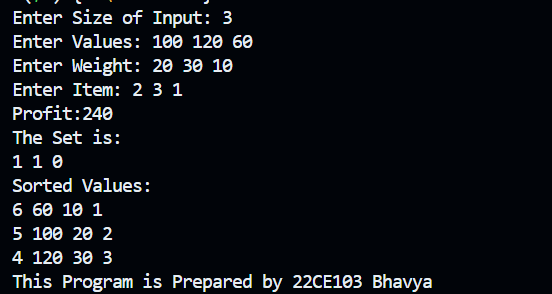 Enter Size of Input: 3
Enter Values: 100 120 60
Enter Weight: 20 30 10
Enter Item: 2 3 1
Profit:240
The Set is:
1 1 0
Sorted Values:
6 60 10 1
5 100 20 2
4 120 30 3
This Program is Prepared by 22CE103 Bhavya